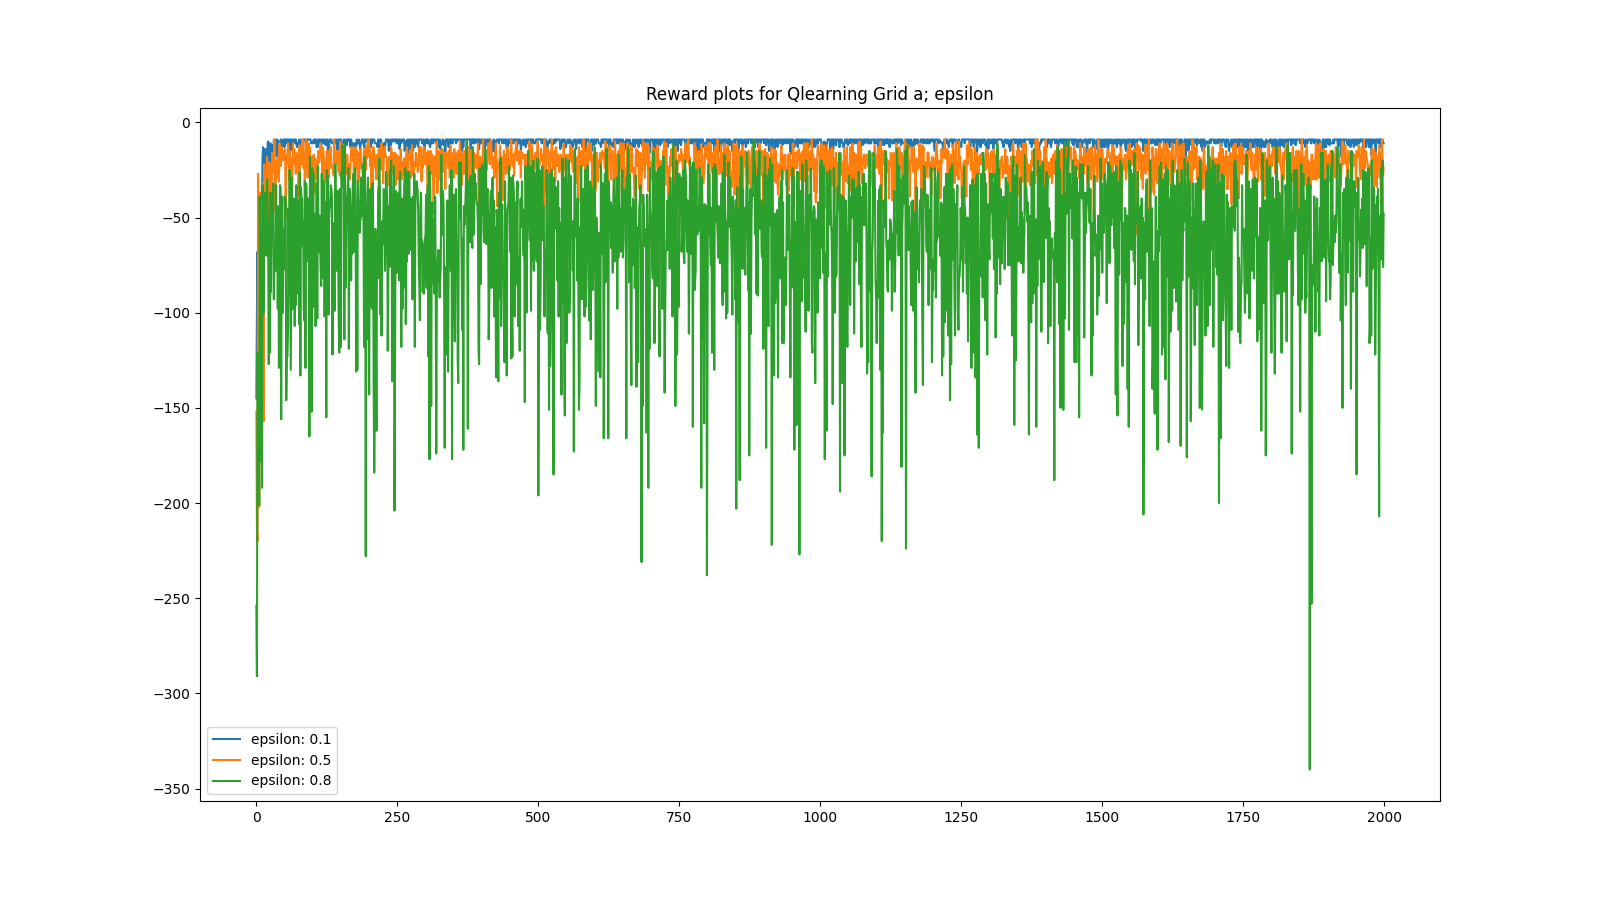 Reward plots for Qlearning Grid a; epsilon
0
−50
−100
−150
−200
−250
−300
−350
epsilon: 0.1
epsilon: 0.5
epsilon: 0.8
0 250 500 750 1000 1250 1500 1750 2000